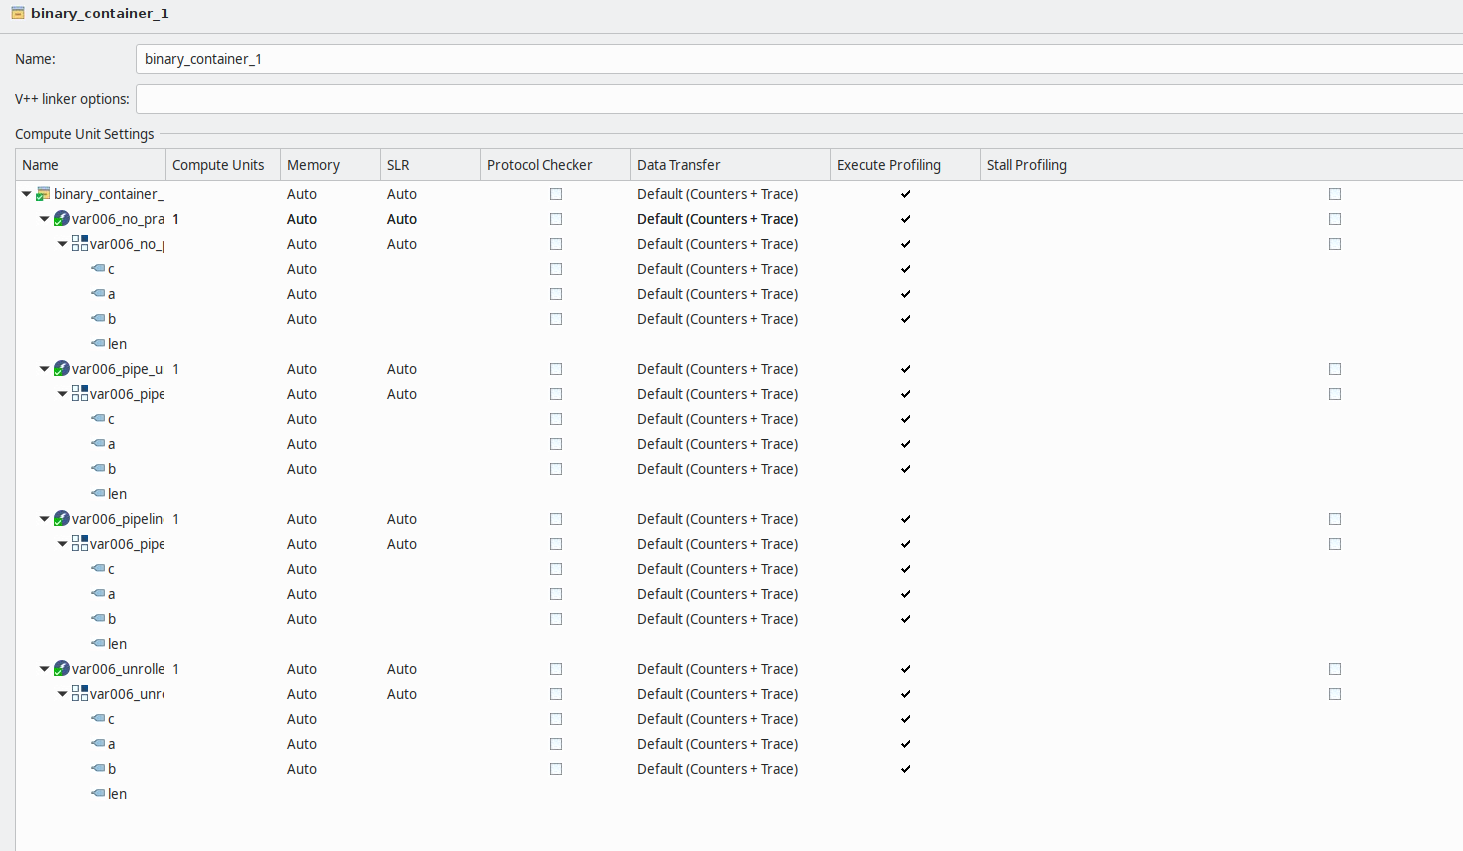 binary_container_1
Name: binary_container_1
V++ linker options:
Compute Unit Settings
Name Compute Units Memory SLR Protocol Checker Data Transfer Execute Profiling Stall Profiling
binary_container_ Auto Auto Default (Counters + Trace)
var006_no_pra 1 Auto Auto Default (Counters + Trace)
var006_no_p Auto Auto Default (Counters + Trace)
c Auto Default (Counters + Trace)
a Auto Default (Counters + Trace)
b Auto Default (Counters + Trace)
len
var006_pipe_u 1 Auto Auto Default (Counters + Trace)
var006_pipe Auto Auto Default (Counters + Trace)
c Auto Default (Counters + Trace)
a Auto Default (Counters + Trace)
b Auto Default (Counters + Trace)
len
var006_pipelin 1 Auto Auto Default (Counters + Trace)
var006_pipe Auto Auto Default (Counters + Trace)
c Auto Default (Counters + Trace)
a Auto Default (Counters + Trace)
b Auto Default (Counters + Trace)
len
var006_unrolle 1 Auto Auto Default (Counters + Trace)
var006_unro Auto Auto Default (Counters + Trace)
c Auto Default (Counters + Trace)
a Auto Default (Counters + Trace)
b Auto Default (Counters + Trace)
len